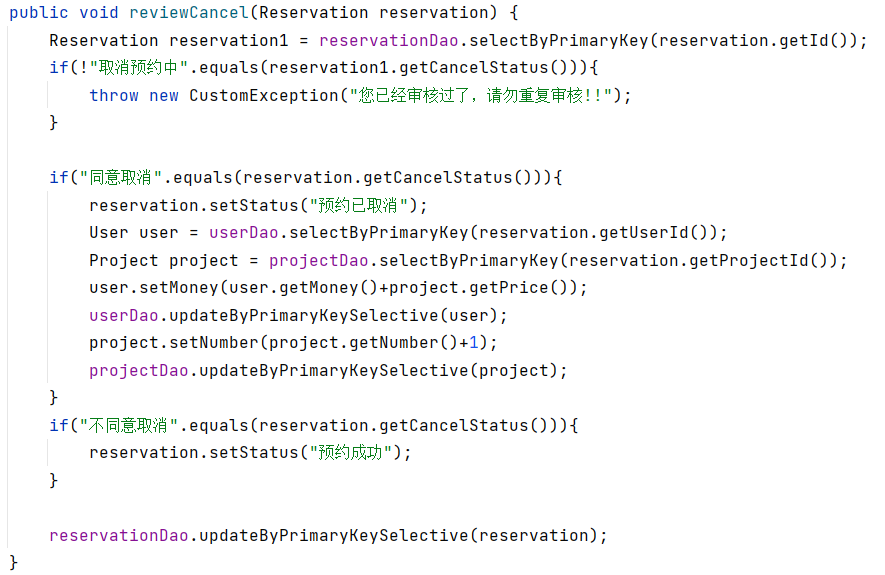 public void reviewCancel(Reservation reservation) {
    Reservation reservation1 = reservationDao.selectByPrimaryKey(reservation.getId());
    if(!"取消预约中".equals(reservation1.getCancelStatus())){
        throw new CustomException("您已经审核过了，请勿重复审核!!");
    }

    if("同意取消".equals(reservation.getCancelStatus())){
        reservation.setStatus("预约已取消");
        User user = userDao.selectByPrimaryKey(reservation.getUserId());
        Project project = projectDao.selectByPrimaryKey(reservation.getProjectId());
        user.setMoney(user.getMoney()+project.getPrice());
        userDao.updateByPrimaryKeySelective(user);
        project.setNumber(project.getNumber()+1);
        projectDao.updateByPrimaryKeySelective(project);
    }
    if("不同意取消".equals(reservation.getCancelStatus())){
        reservation.setStatus("预约成功");
    }

    reservationDao.updateByPrimaryKeySelective(reservation);
}